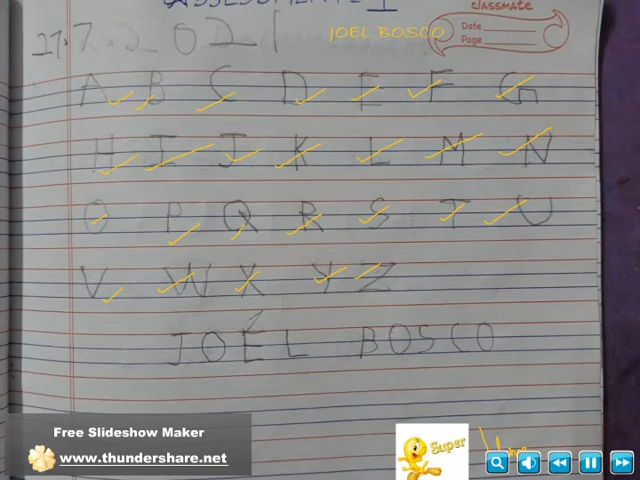 ASSESSMENT - I
classmate
27.7.2021
JOEL BOSCO
Date
Page
A B C D E F G
H I J K L M N
O P Q R S T U
V W X Y Z
JOÉL BOSCO
Free Slideshow Maker
www.thundershare.net
Super